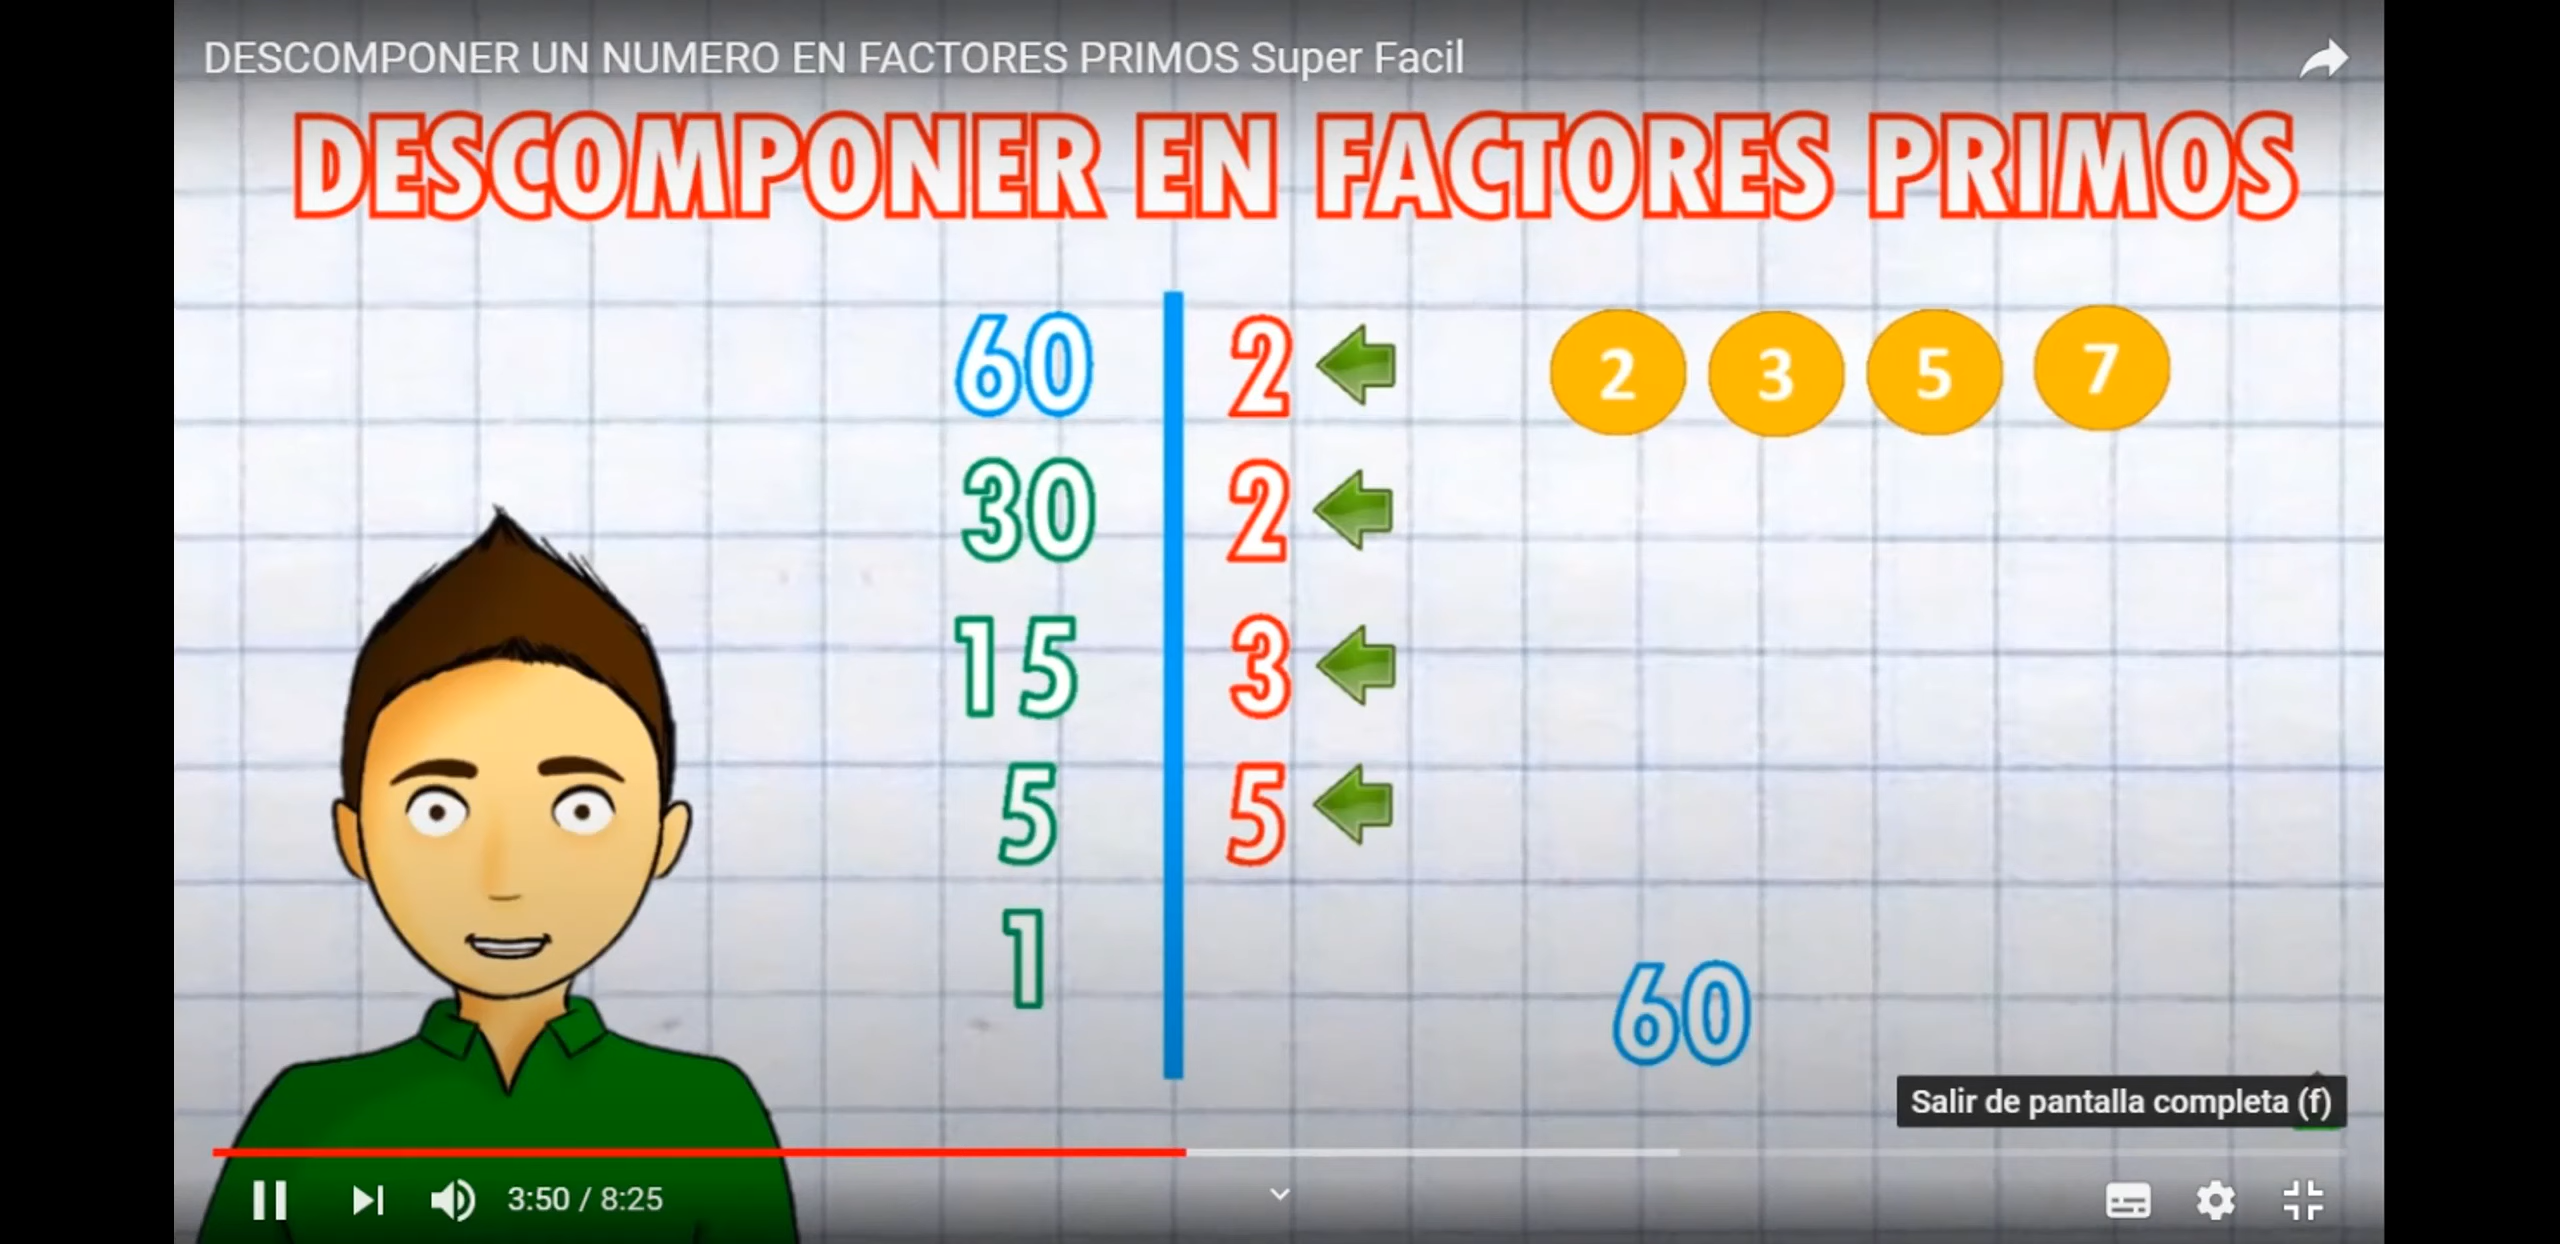 DESCOMPONER UN NUMERO EN FACTORES PRIMOS Super Facil
DESCOMPONER EN FACTORES PRIMOS
60 2 2 3 5 7
30 2
15 3
5 5
1
60
Salir de pantalla completa (f)
3:50 / 8:25